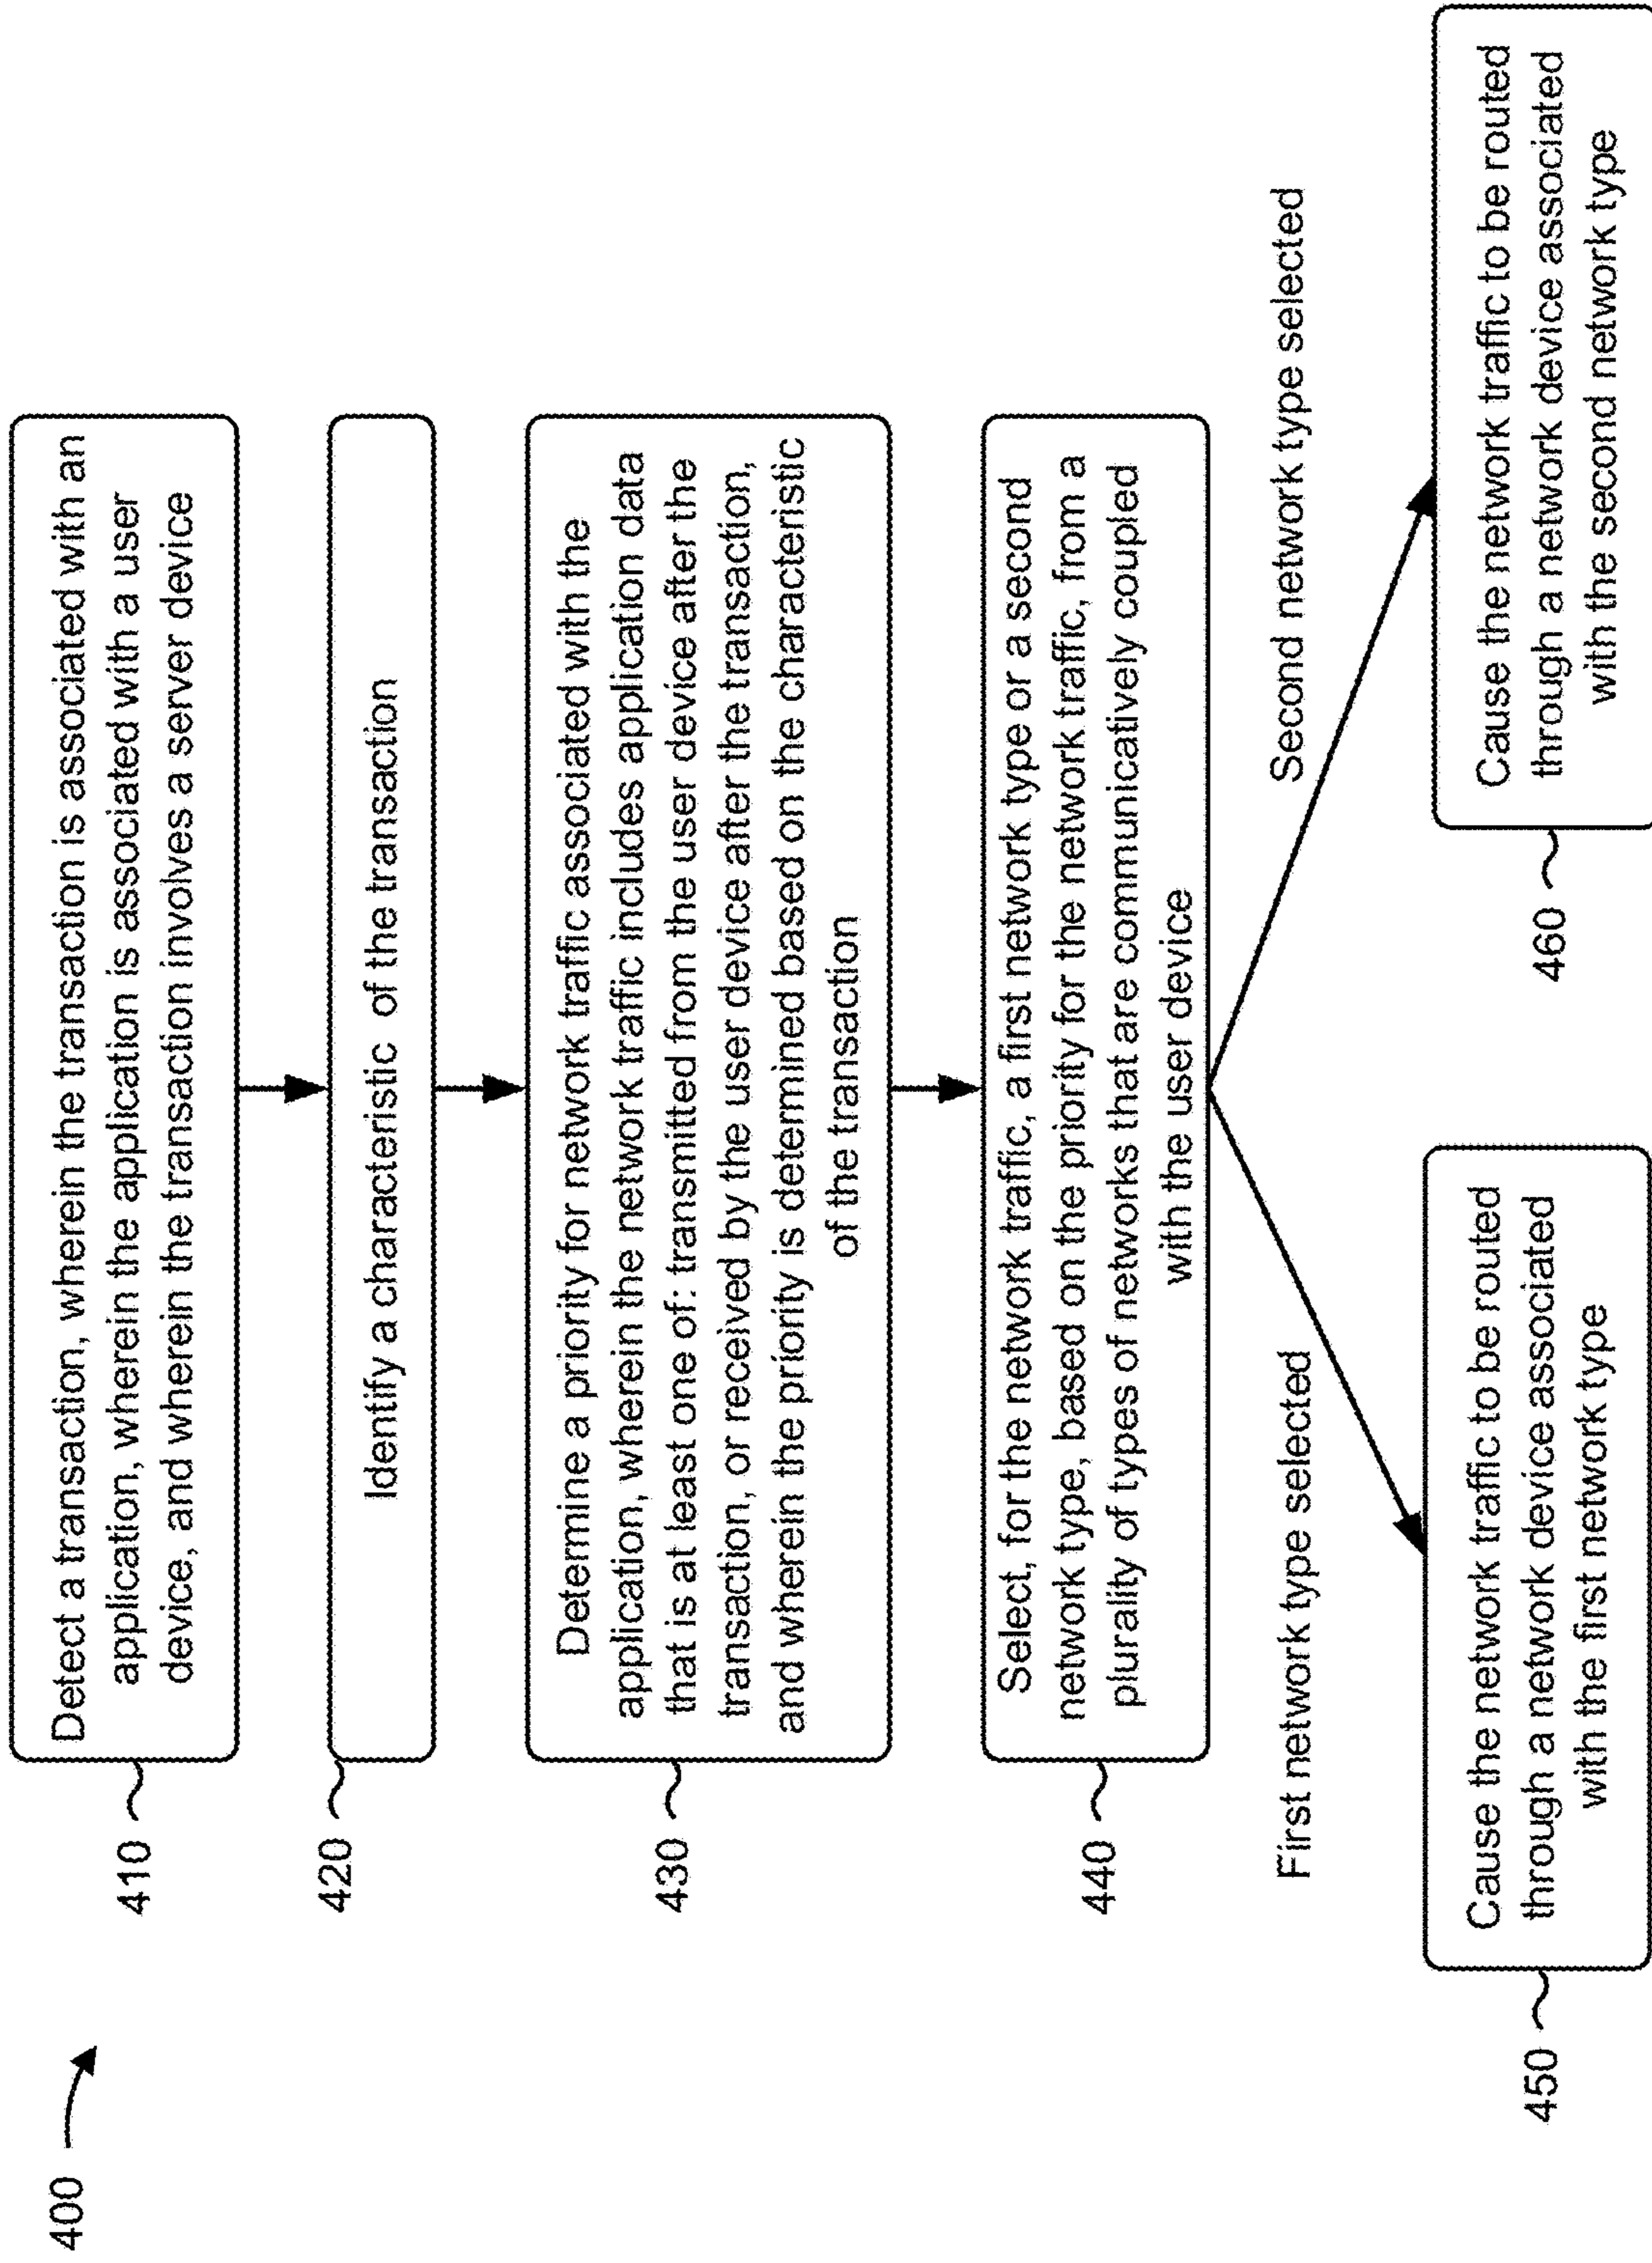 400
410
Detect a transaction, wherein the transaction is associated with an
application, wherein the application is associated with a user
device, and wherein the transaction involves a server device
420
Identify a characteristic of the transaction
430
Determine a priority for network traffic associated with the
application, wherein the network traffic includes application data
that is at least one of: transmitted from the user device after the
transaction, or received by the user device after the transaction,
and wherein the priority is determined based on the characteristic
of the transaction
440
Select, for the network traffic, a first network type or a second
network type, based on the priority for the network traffic, from a
plurality of types of networks that are communicatively coupled
with the user device
First network type selected
Second network type selected
450
Cause the network traffic to be routed
through a network device associated
with the first network type
460
Cause the network traffic to be routed
through a network device associated
with the second network type